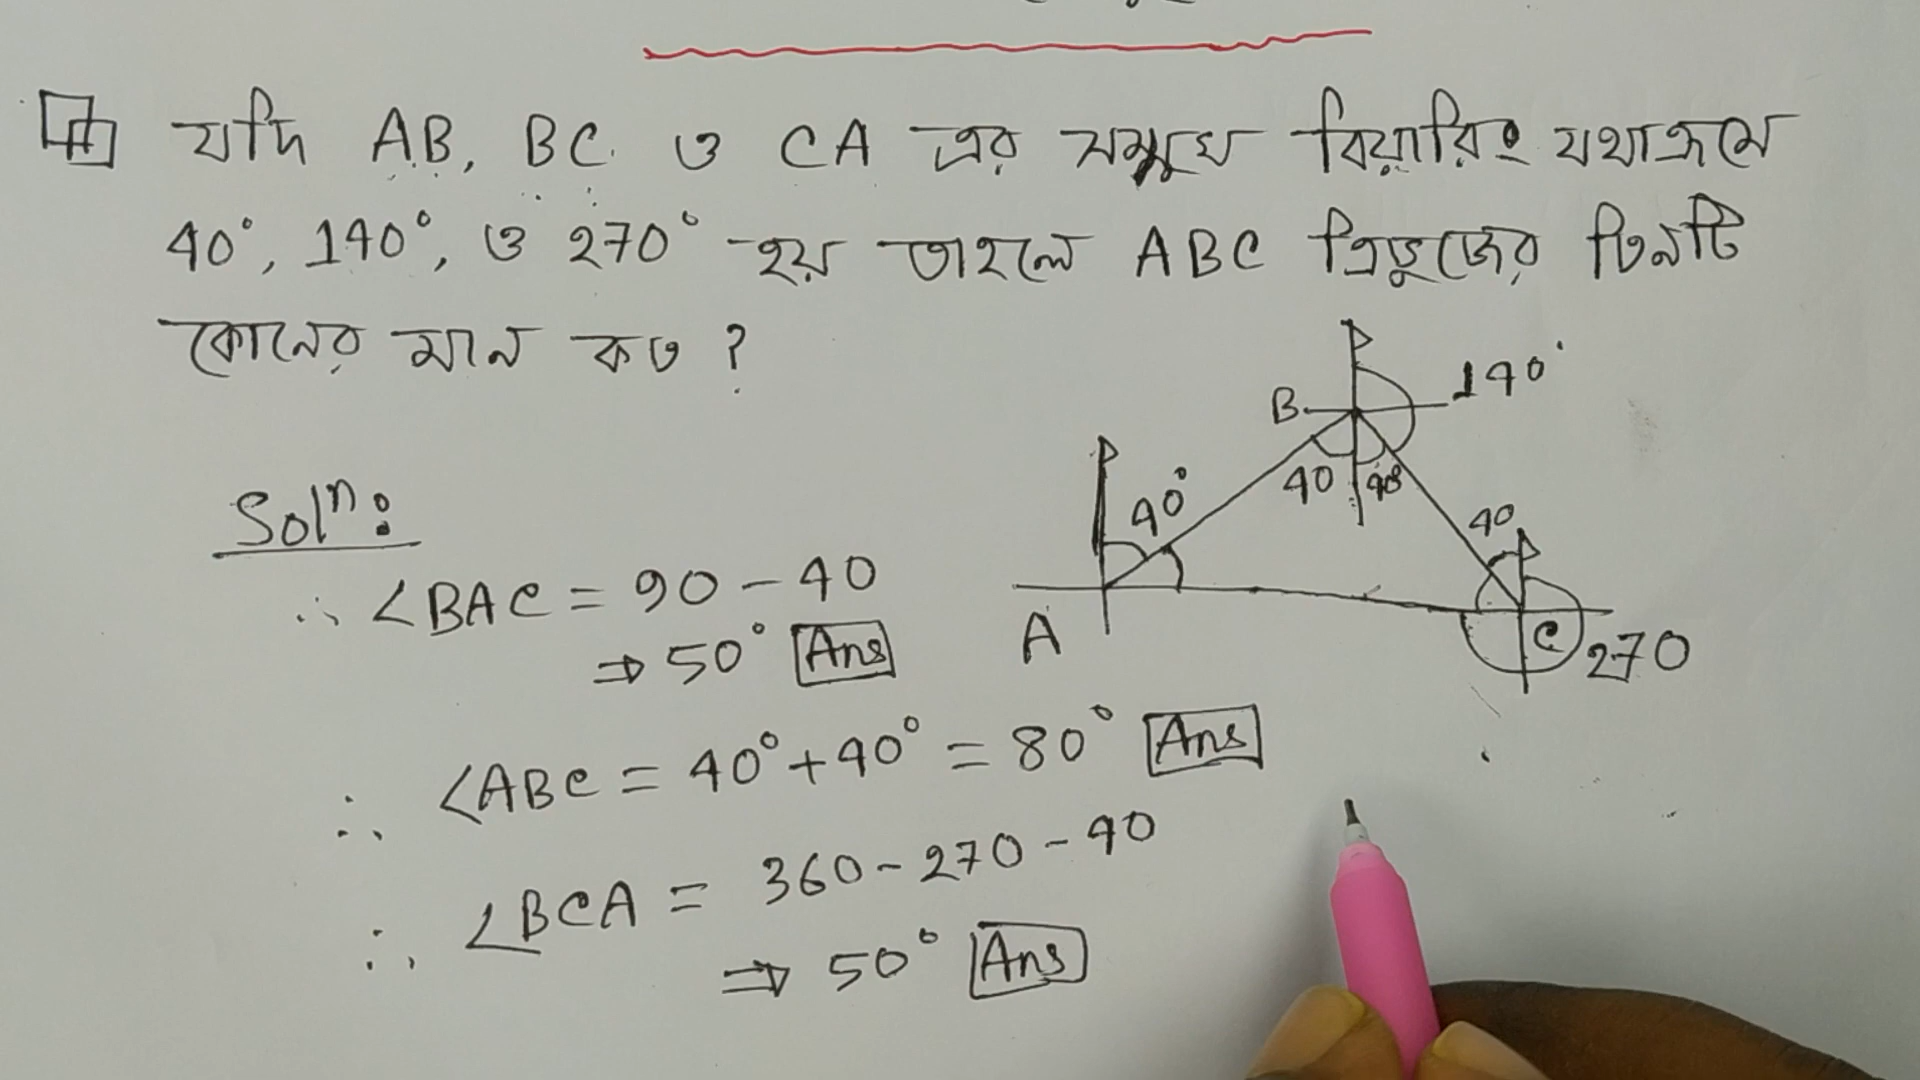 যদি AB, BC ও CA এর সম্মুখ বিয়ারিং যথাক্রমে
40°, 140°, ও 270° হয় তাহলে ABC ত্রিভুজের তিনটি
কোনের মান কত ?
B
140°
40°
40
40
40
A
C
270
Solⁿ:
∴ ∠BAC = 90 - 40
⇒ 50° Ans
∴ ∠ABC = 40° + 40° = 80° Ans
∴ ∠BCA = 360 - 270 - 40
⇒ 50° Ans